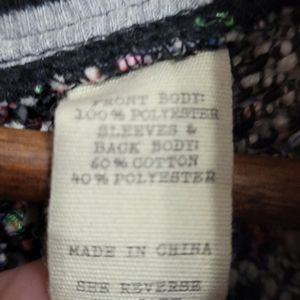 FRONT BODY:
100% POLYESTER
SLEEVES &
BACK BODY:
60% COTTON
40% POLYESTER
MADE IN CHINA
SEE REVERSE